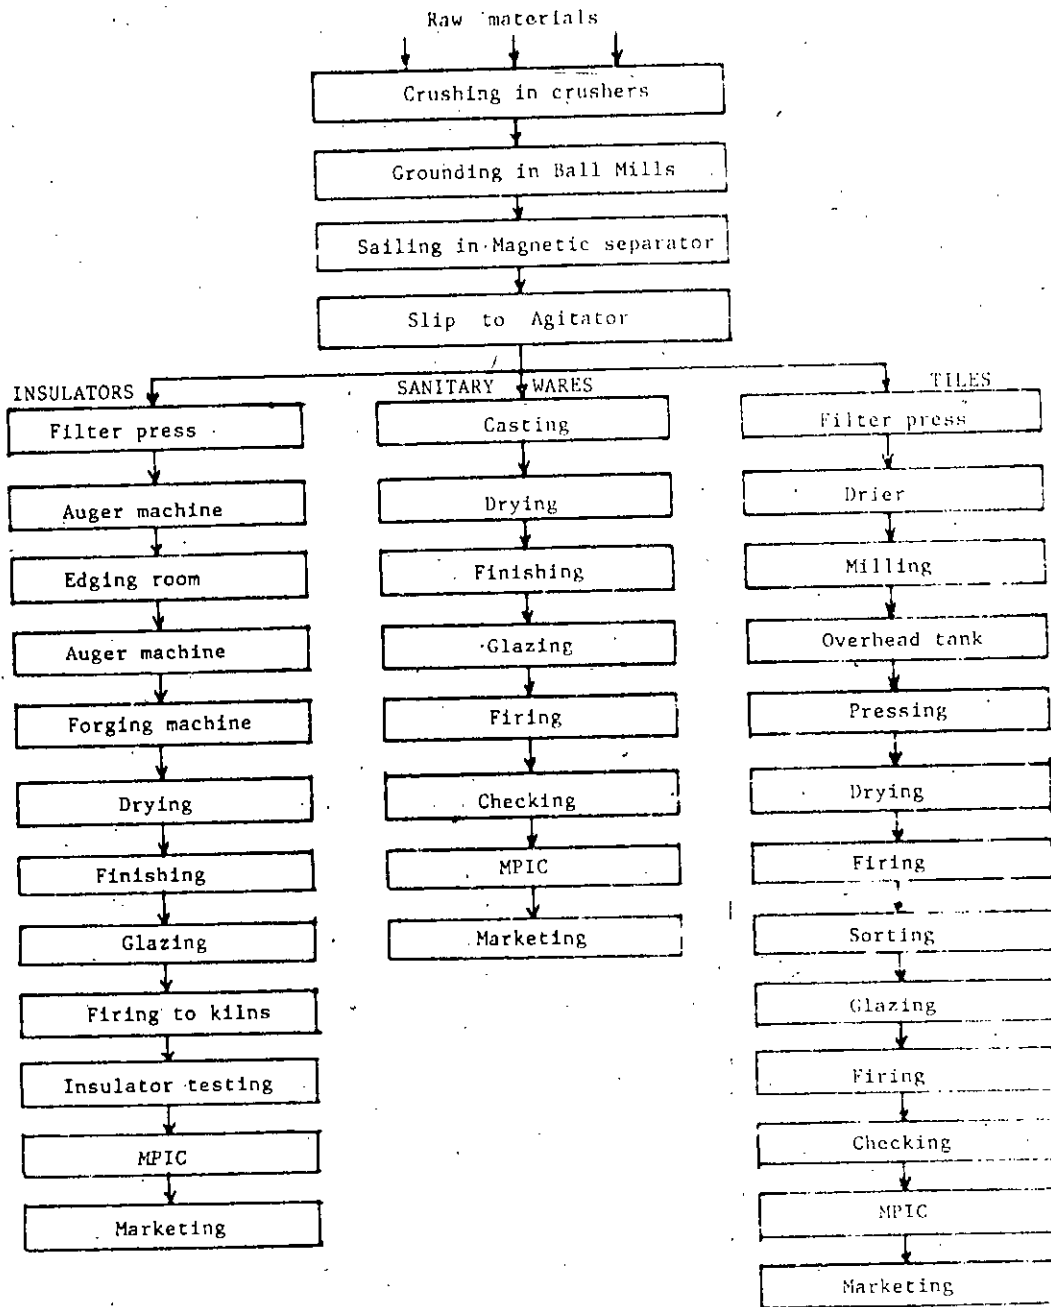 Raw materials
Crushing in crushers
Grounding in Ball Mills
Sailing in Magnetic separator
Slip to Agitator
INSULATORS
Filter press
Auger machine
Edging room
Auger machine
Forging machine
Drying
Finishing
Glazing
Firing to kilns
Insulator testing
MPIC
Marketing
SANITARY WARES
Casting
Drying
Finishing
Glazing
Firing
Checking
MPIC
Marketing
TILES
Filter press
Drier
Milling
Overhead tank
Pressing
Drying
Firing
Sorting
Glazing
Firing
Checking
MPIC
Marketing